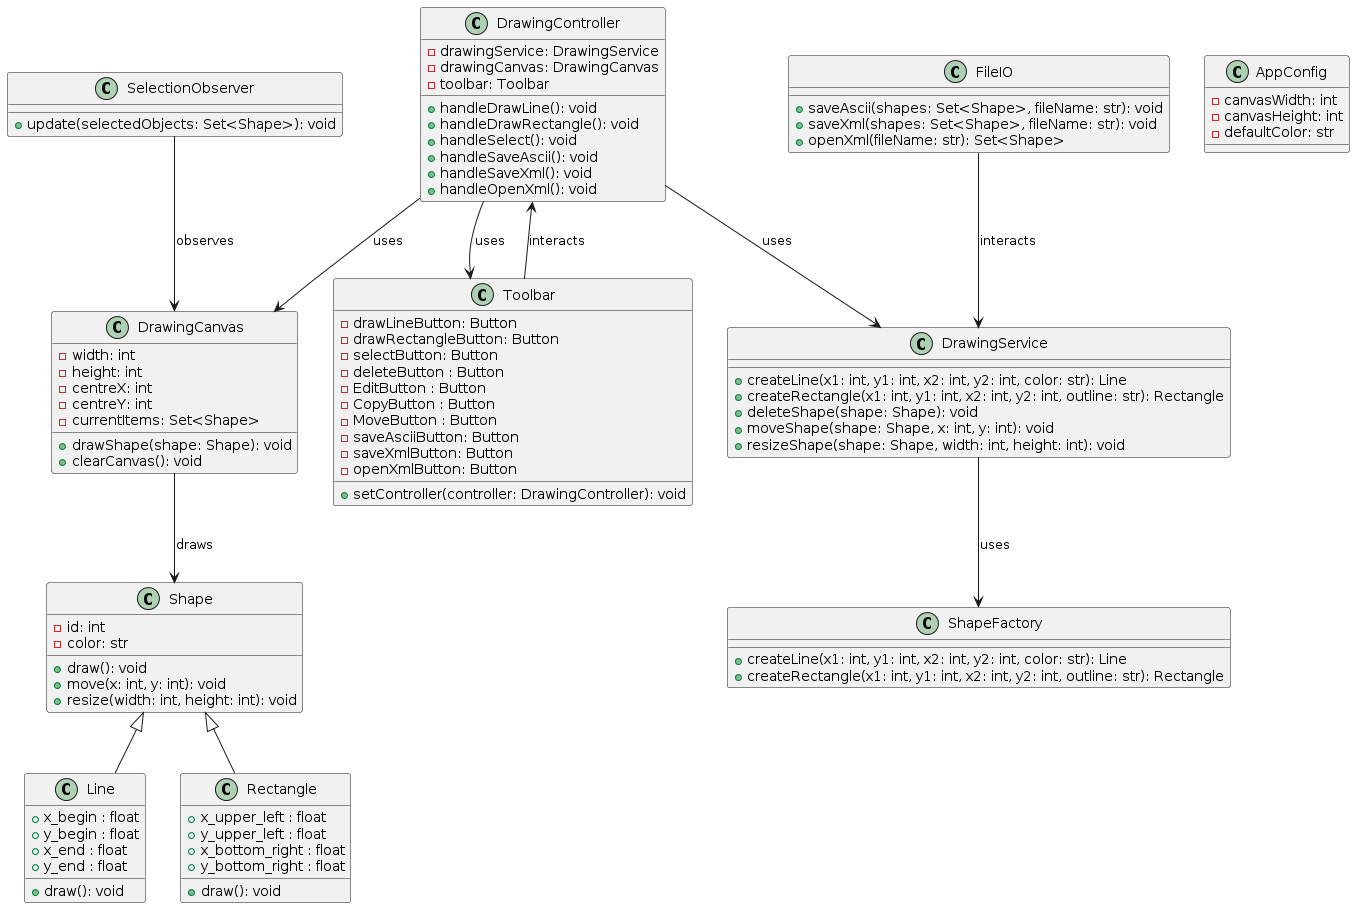 C DrawingController
drawingService: DrawingService
drawingCanvas: DrawingCanvas
toolbar: Toolbar
handleDrawLine(): void
handleDrawRectangle(): void
handleSelect(): void
handleSaveAscii(): void
handleSaveXml(): void
handleOpenXml(): void
C SelectionObserver
update(selectedObjects: Set<Shape>): void
C FileIO
saveAscii(shapes: Set<Shape>, fileName: str): void
saveXml(shapes: Set<Shape>, fileName: str): void
openXml(fileName: str): Set<Shape>
C AppConfig
canvasWidth: int
canvasHeight: int
defaultColor: str
observes
uses
uses
interacts
uses
interacts
C DrawingCanvas
width: int
height: int
centreX: int
centreY: int
currentItems: Set<Shape>
drawShape(shape: Shape): void
clearCanvas(): void
C Toolbar
drawLineButton: Button
drawRectangleButton: Button
selectButton: Button
deleteButton : Button
EditButton : Button
CopyButton : Button
MoveButton : Button
saveAsciiButton: Button
saveXmlButton: Button
openXmlButton: Button
setController(controller: DrawingController): void
C DrawingService
createLine(x1: int, y1: int, x2: int, y2: int, color: str): Line
createRectangle(x1: int, y1: int, x2: int, y2: int, outline: str): Rectangle
deleteShape(shape: Shape): void
moveShape(shape: Shape, x: int, y: int): void
resizeShape(shape: Shape, width: int, height: int): void
draws
uses
C Shape
id: int
color: str
draw(): void
move(x: int, y: int): void
resize(width: int, height: int): void
C ShapeFactory
createLine(x1: int, y1: int, x2: int, y2: int, color: str): Line
createRectangle(x1: int, y1: int, x2: int, y2: int, outline: str): Rectangle
C Line
x_begin : float
y_begin : float
x_end : float
y_end : float
draw(): void
C Rectangle
x_upper_left : float
y_upper_left : float
x_bottom_right : float
y_bottom_right : float
draw(): void